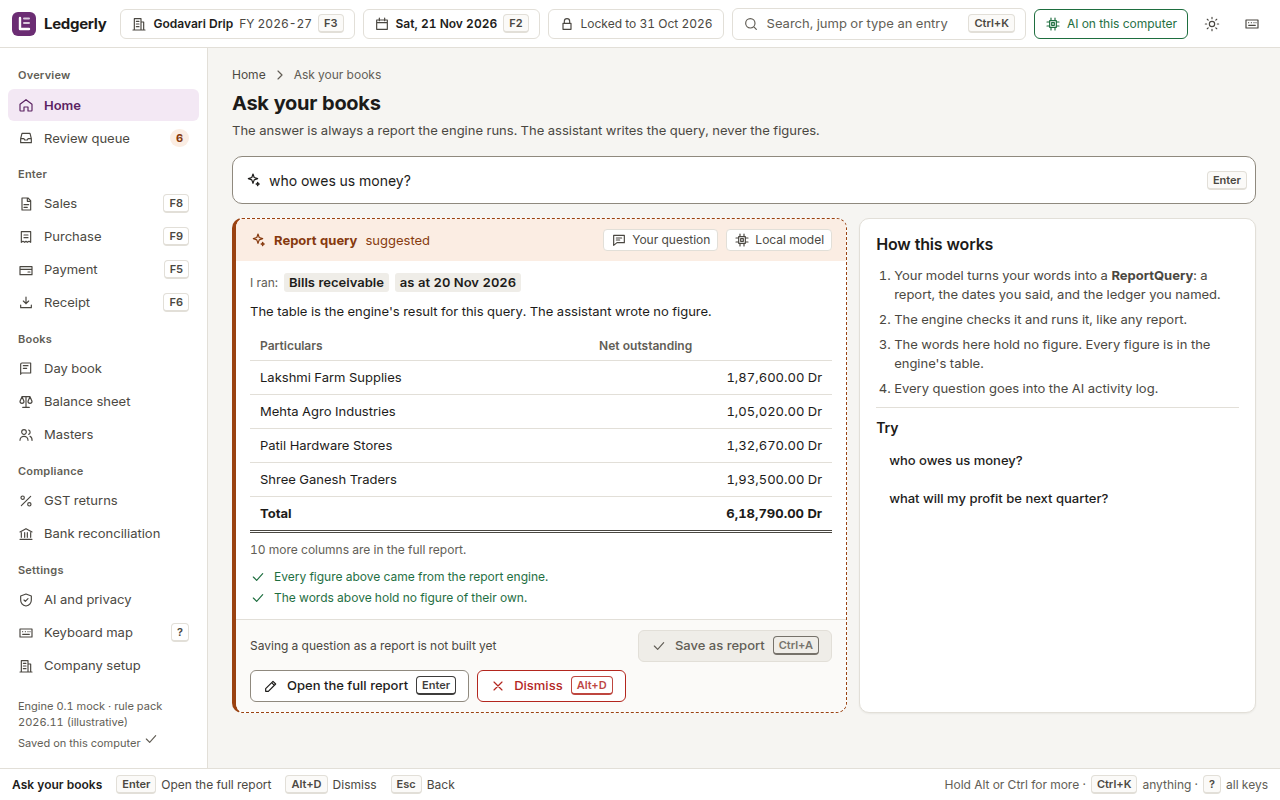 Ledgerly
Godavari Drip FY 2026-27 F3
Sat, 21 Nov 2026 F2
Locked to 31 Oct 2026
Search, jump or type an entry Ctrl+K
AI on this computer
Overview
Home
Review queue 6
Enter
Sales F8
Purchase F9
Payment F5
Receipt F6
Books
Day book
Balance sheet
Masters
Compliance
GST returns
Bank reconciliation
Settings
AI and privacy
Keyboard map ?
Company setup
Engine 0.1 mock · rule pack
2026.11 (illustrative)
Saved on this computer
Home Ask your books
Ask your books
The answer is always a report the engine runs. The assistant writes the query, never the figures.
who owes us money? Enter
Report query suggested Your question Local model
I ran: Bills receivable as at 20 Nov 2026
The table is the engine's result for this query. The assistant wrote no figure.
Particulars Net outstanding
Lakshmi Farm Supplies 1,87,600.00 Dr
Mehta Agro Industries 1,05,020.00 Dr
Patil Hardware Stores 1,32,670.00 Dr
Shree Ganesh Traders 1,93,500.00 Dr
Total 6,18,790.00 Dr
10 more columns are in the full report.
Every figure above came from the report engine.
The words above hold no figure of their own.
Saving a question as a report is not built yet Save as report Ctrl+A
Open the full report Enter Dismiss Alt+D
How this works
1. Your model turns your words into a ReportQuery: a
report, the dates you said, and the ledger you named.
2. The engine checks it and runs it, like any report.
3. The words here hold no figure. Every figure is in the
engine's table.
4. Every question goes into the AI activity log.
Try
who owes us money?
what will my profit be next quarter?
Ask your books Enter Open the full report Alt+D Dismiss Esc Back
Hold Alt or Ctrl for more · Ctrl+K anything · ? all keys